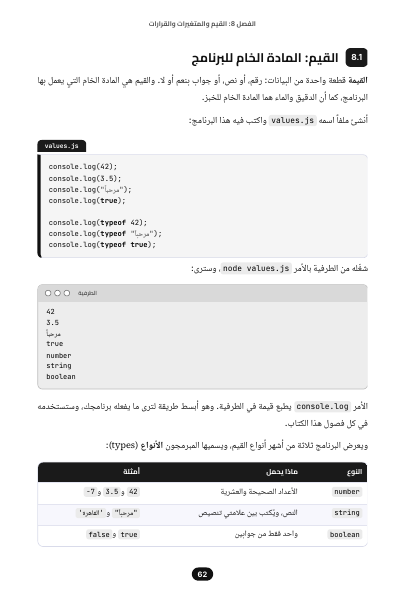 الفصل 8: القيم والمتغيرات والقرارات
8.1 القيم: المادة الخام للبرنامج
القيمة قطعة واحدة من البيانات: رقم، أو نص، أو جواب بنعم أو لا. والقيم هي المادة الخام التي يعمل بها
البرنامج، كما أن الدقيق والماء هما المادة الخام للخبز.
أنشئ ملفاً اسمه values.js واكتب فيه هذا البرنامج:
values.js
console.log(42);
console.log(3.5);
console.log("مرحباً");
console.log(true);
console.log(typeof 42);
console.log(typeof "مرحباً");
console.log(typeof true);
شغّله من الطرفية بالأمر node values.js، وسترى:
الطرفية
42
3.5
مرحباً
true
number
string
boolean
الأمر console.log يطبع قيمة في الطرفية. وهو أبسط طريقة لترى ما يفعله برنامجك، وستستخدمه
في كل فصول هذا الكتاب.
ويعرض البرنامج ثلاثة من أشهر أنواع القيم، ويسميها المبرمجون الأنواع (types):
النوع ماذا يحمل أمثلة
number الأعداد الصحيحة والعشرية 42 و 3.5 و -7
string النص، ويُكتب بين علامتي تنصيص "مرحباً" و 'القاهرة'
boolean واحد فقط من جوابين true و false
62